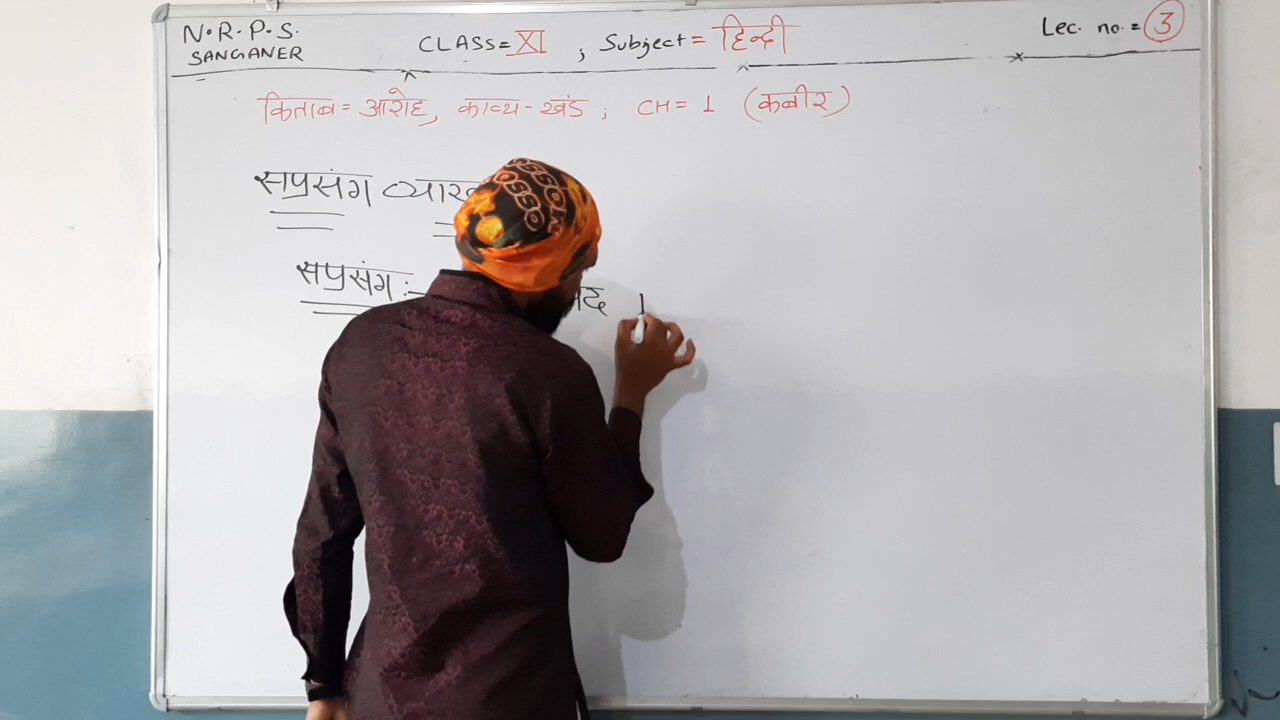 N.R.P.S.
SANGANER
CLASS=XI, Subject=हिन्दी
Lec. no.=3
किताब=आरोह, काव्य-खंड; CH=1 (कबीर)
सप्रसंग
सप्रसंग:-